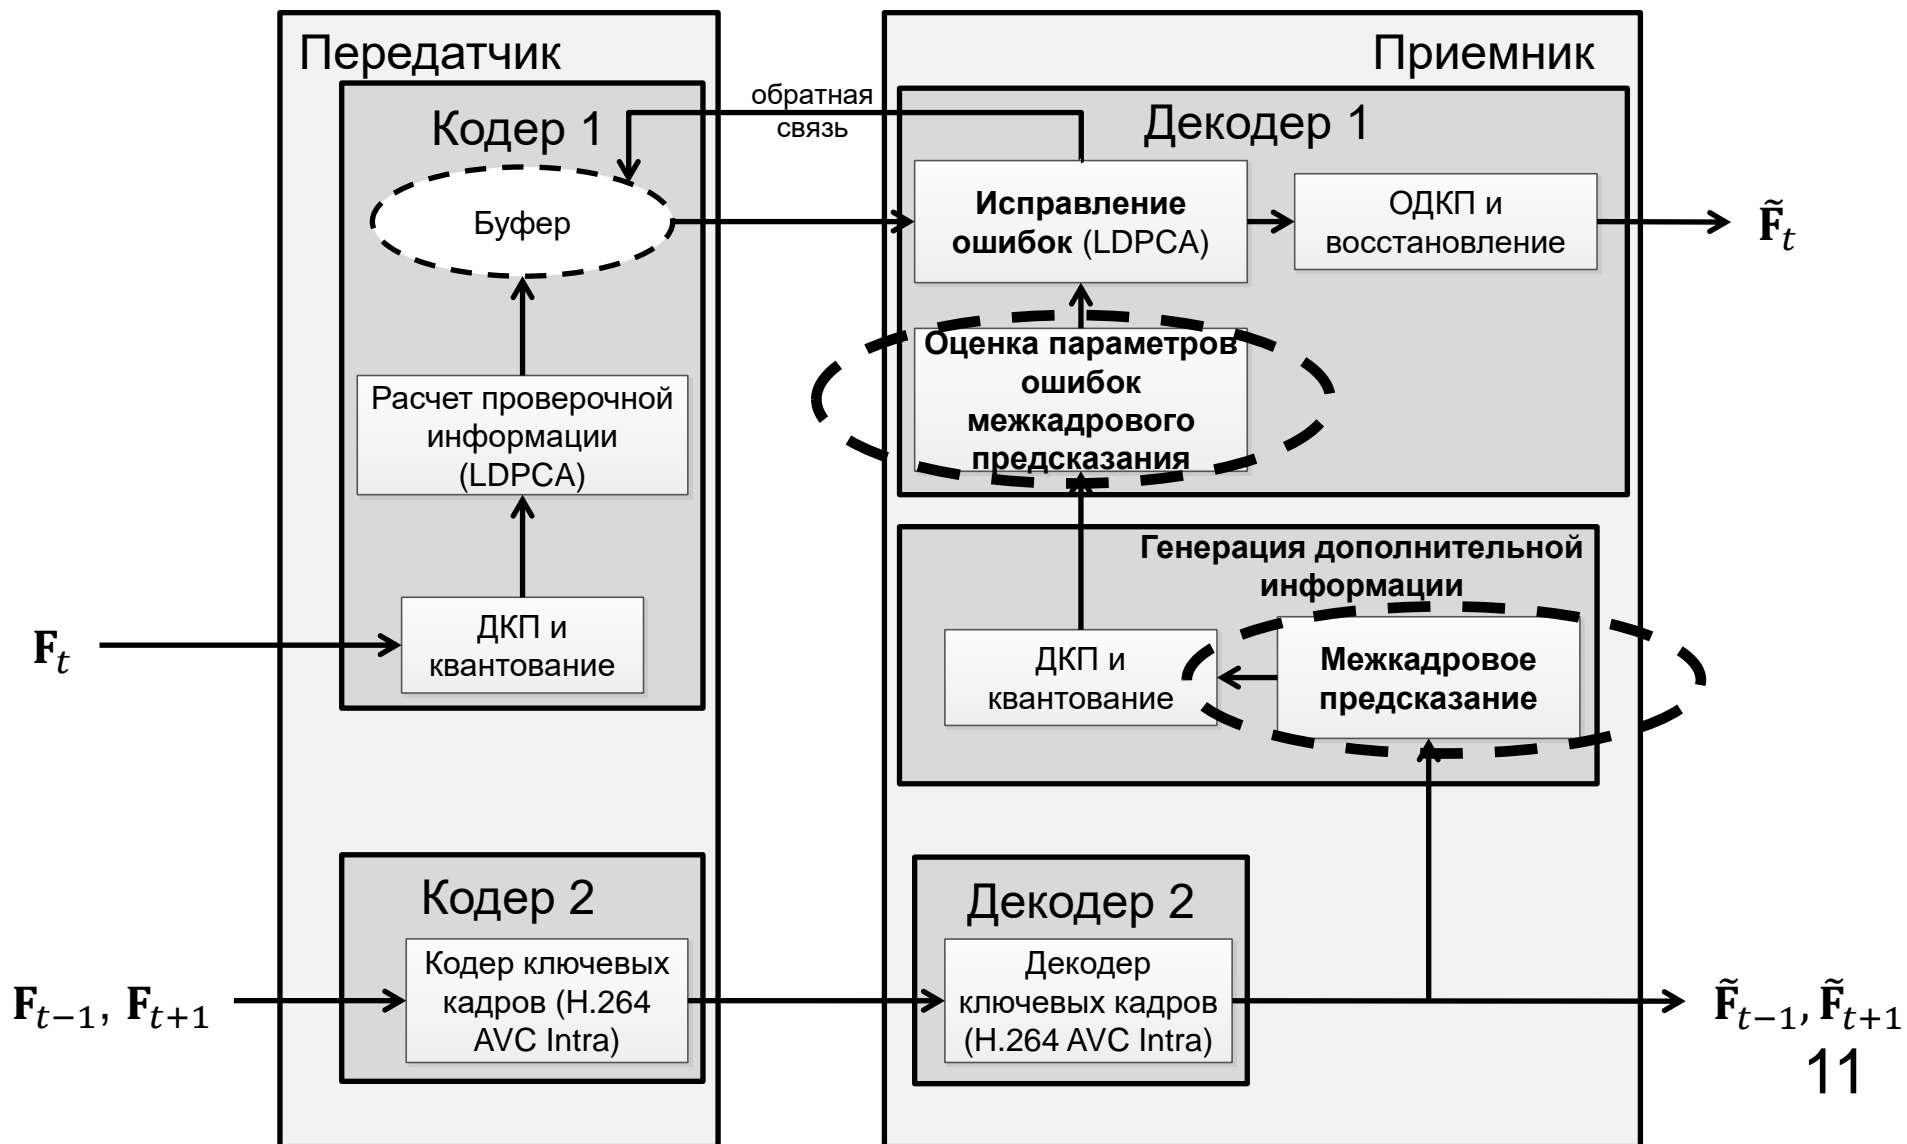 Передатчик
Приемник
обратная
связь
Кодер 1
Декодер 1
Буфер
Исправление
ошибок (LDPCA)
ОДКП и
восстановление
F̃t
Оценка параметров
ошибок
межкадрового
предсказания
Расчет проверочной
информации
(LDPCA)
Генерация дополнительной
информации
Ft
ДКП и
квантование
ДКП и
квантование
Межкадровое
предсказание
Кодер 2
Декодер 2
Ft−1, Ft+1
Кодер ключевых
кадров (H.264
AVC Intra)
Декодер
ключевых кадров
(H.264 AVC Intra)
F̃t−1, F̃t+1
11